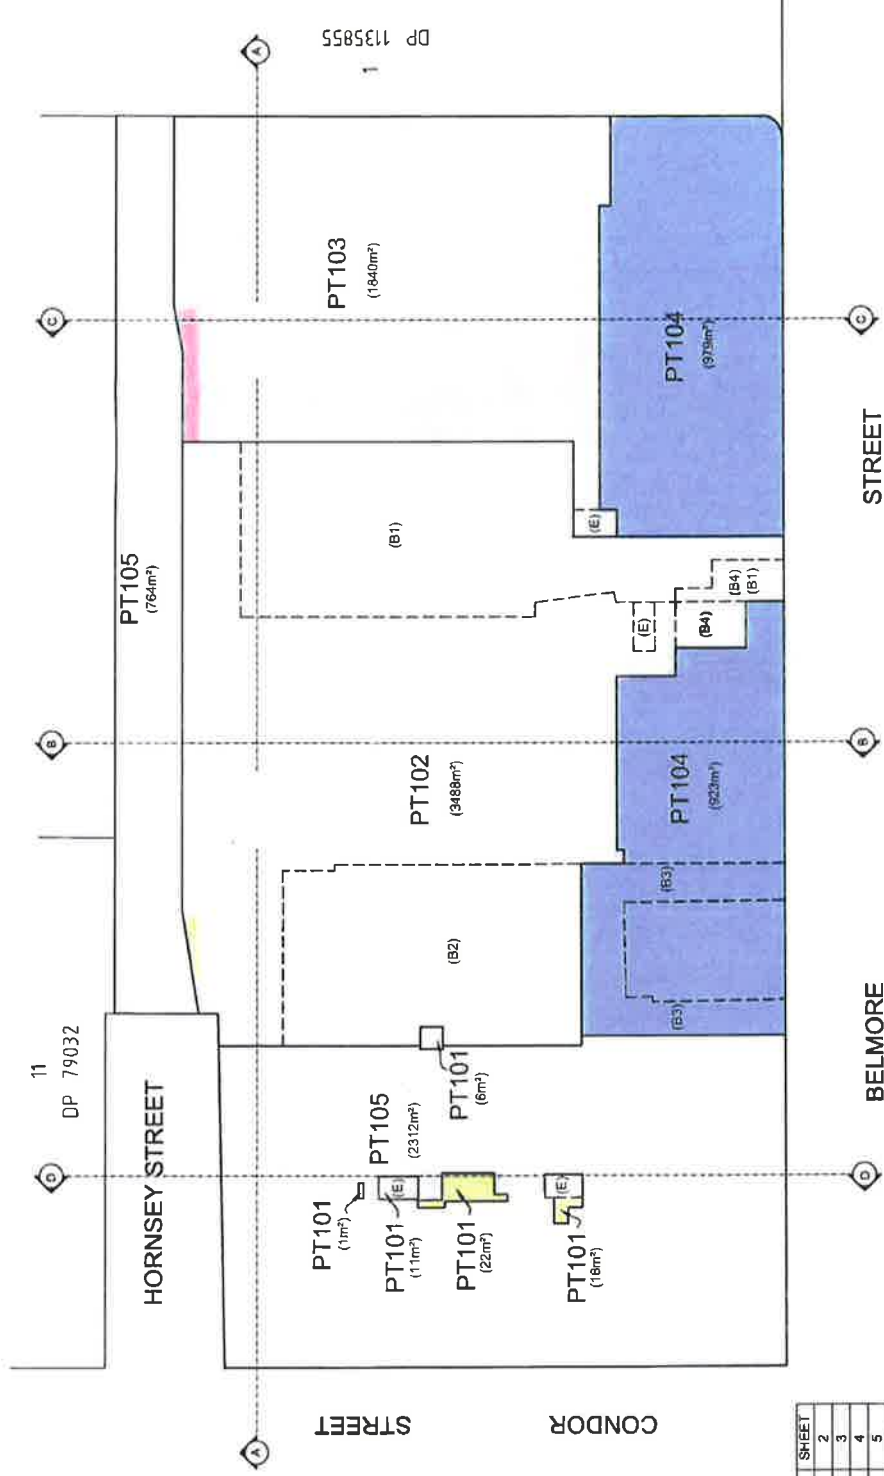 11
DP 79032
HORNSEY STREET
PT105
(764m²)
1
DP 1135855
A
A
B
B
C
C
D
D
PT103
(1840m²)
PT104
(979m²)
(B1)
(E)
(B4)
(B1)
(E)
(B4)
PT102
(3488m²)
PT104
(923m²)
(B3)
(B3)
(B2)
PT101
(6m²)
PT105
(2312m²)
PT101
(1m²)
(E)
PT101
(11m²)
PT101
(22m²)
(E)
PT101
(18m²)
CONDOR STREET
BELMORE STREET
SHEET
2
3
4
5